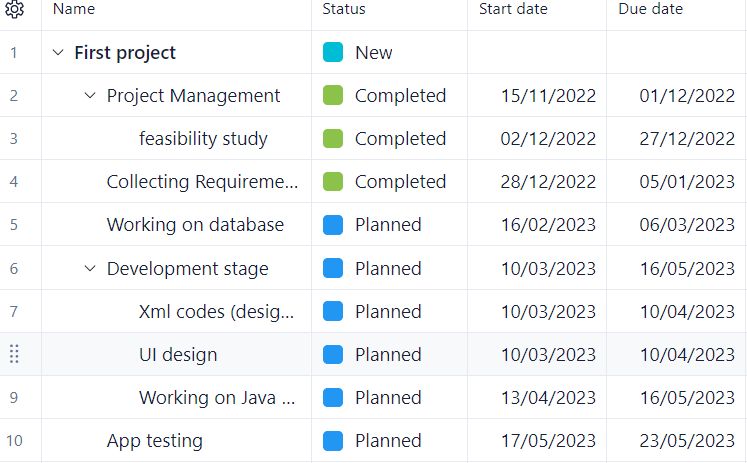 Name Status Start date Due date
1 First project New
2 Project Management Completed 15/11/2022 01/12/2022
3 feasibility study Completed 02/12/2022 27/12/2022
4 Collecting Requireme... Completed 28/12/2022 05/01/2023
5 Working on database Planned 16/02/2023 06/03/2023
6 Development stage Planned 10/03/2023 16/05/2023
7 Xml codes (desig... Planned 10/03/2023 10/04/2023
UI design Planned 10/03/2023 10/04/2023
9 Working on Java ... Planned 13/04/2023 16/05/2023
10 App testing Planned 17/05/2023 23/05/2023